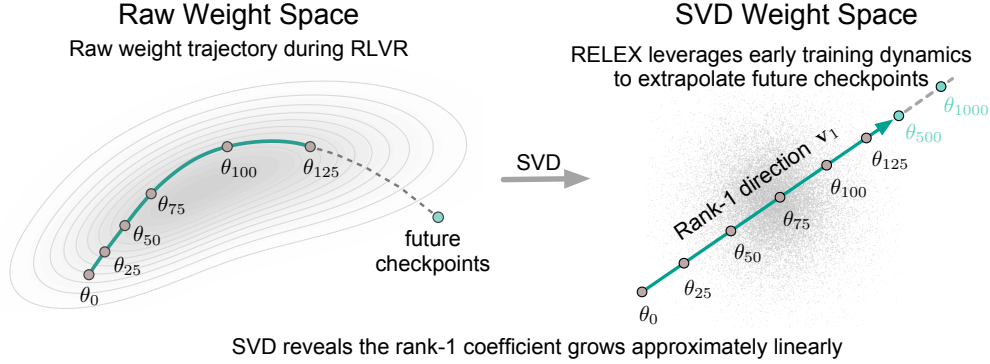 Raw Weight Space
Raw weight trajectory during RLVR
θ₀
θ₂₅
θ₅₀
θ₇₅
θ₁₀₀
θ₁₂₅
future
checkpoints
SVD
SVD Weight Space
RELEX leverages early training dynamics
to extrapolate future checkpoints
Rank-1 direction v₁
θ₀
θ₂₅
θ₅₀
θ₇₅
θ₁₀₀
θ₁₂₅
θ₅₀₀
θ₁₀₀₀
SVD reveals the rank-1 coefficient grows approximately linearly